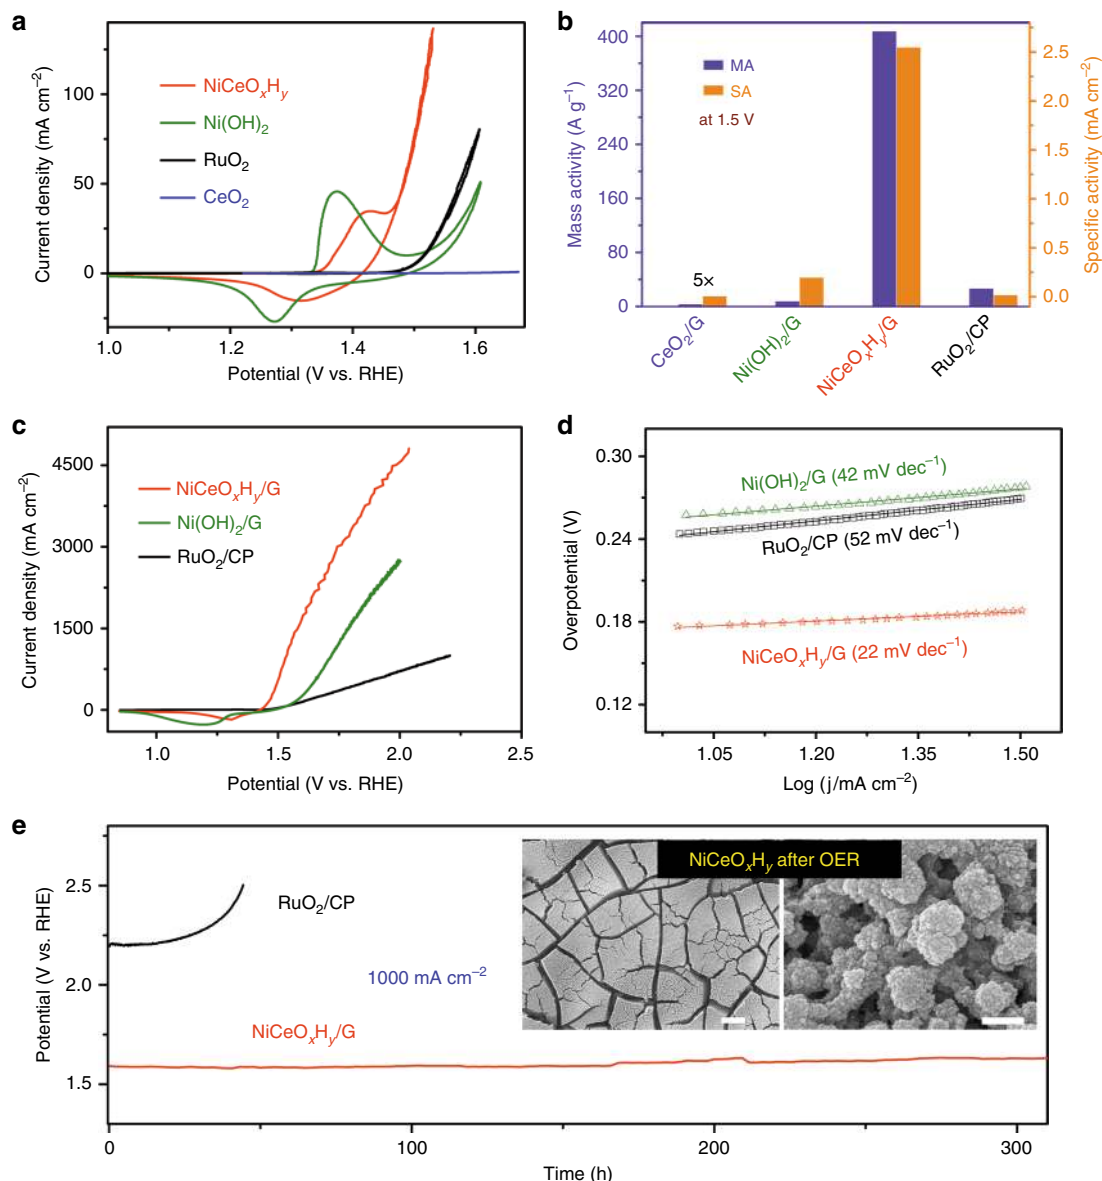 a
100
50
0
Current density (mA cm⁻²)
NiCeOₓHᵧ
Ni(OH)₂
RuO₂
CeO₂
1.0 1.2 1.4 1.6
Potential (V vs. RHE)
b
400
320
240
160
80
0
Mass activity (A g⁻¹)
MA
SA
at 1.5 V
5×
2.5
2.0
1.5
1.0
0.5
0.0
Specific activity (mA cm⁻²)
CeO₂/G
Ni(OH)₂/G
NiCeOₓHᵧ/G
RuO₂/CP
c
4500
3000
1500
0
Current density (mA cm⁻²)
NiCeOₓHᵧ/G
Ni(OH)₂/G
RuO₂/CP
1.0 1.5 2.0 2.5
Potential (V vs. RHE)
d
0.30
0.24
0.18
0.12
Overpotential (V)
Ni(OH)₂/G (42 mV dec⁻¹)
RuO₂/CP (52 mV dec⁻¹)
NiCeOₓHᵧ/G (22 mV dec⁻¹)
1.05 1.20 1.35 1.50
Log (j/mA cm⁻²)
e
2.5
2.0
1.5
Potential (V vs. RHE)
RuO₂/CP
1000 mA cm⁻²
NiCeOₓHᵧ/G
NiCeOₓHᵧ after OER
0 100 200 300
Time (h)